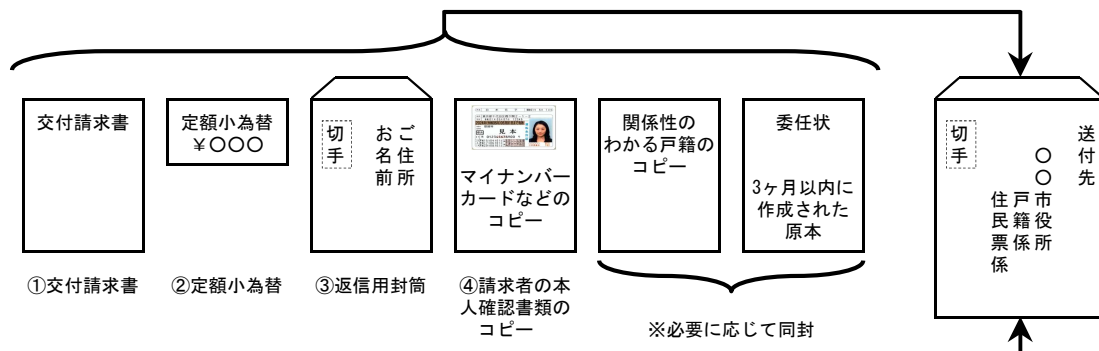 交付請求書
定額小為替
￥〇〇〇
切手
ご住所
お名前
見本
マイナンバー
カードなどの
コピー
関係性の
わかる戸籍の
コピー
委任状
3ヶ月以内に
作成された
原本
切手
送付先
〇〇市役所
戸籍係
住民票係
①交付請求書
②定額小為替
③返信用封筒
④請求者の本
人確認書類の
コピー
※必要に応じて同封